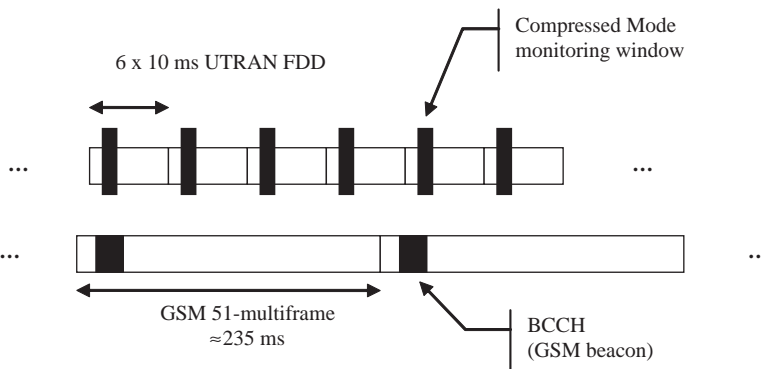 Compressed Mode
monitoring window
6 x 10 ms UTRAN FDD
... ...
... ..
GSM 51-multiframe
≈235 ms
BCCH
(GSM beacon)